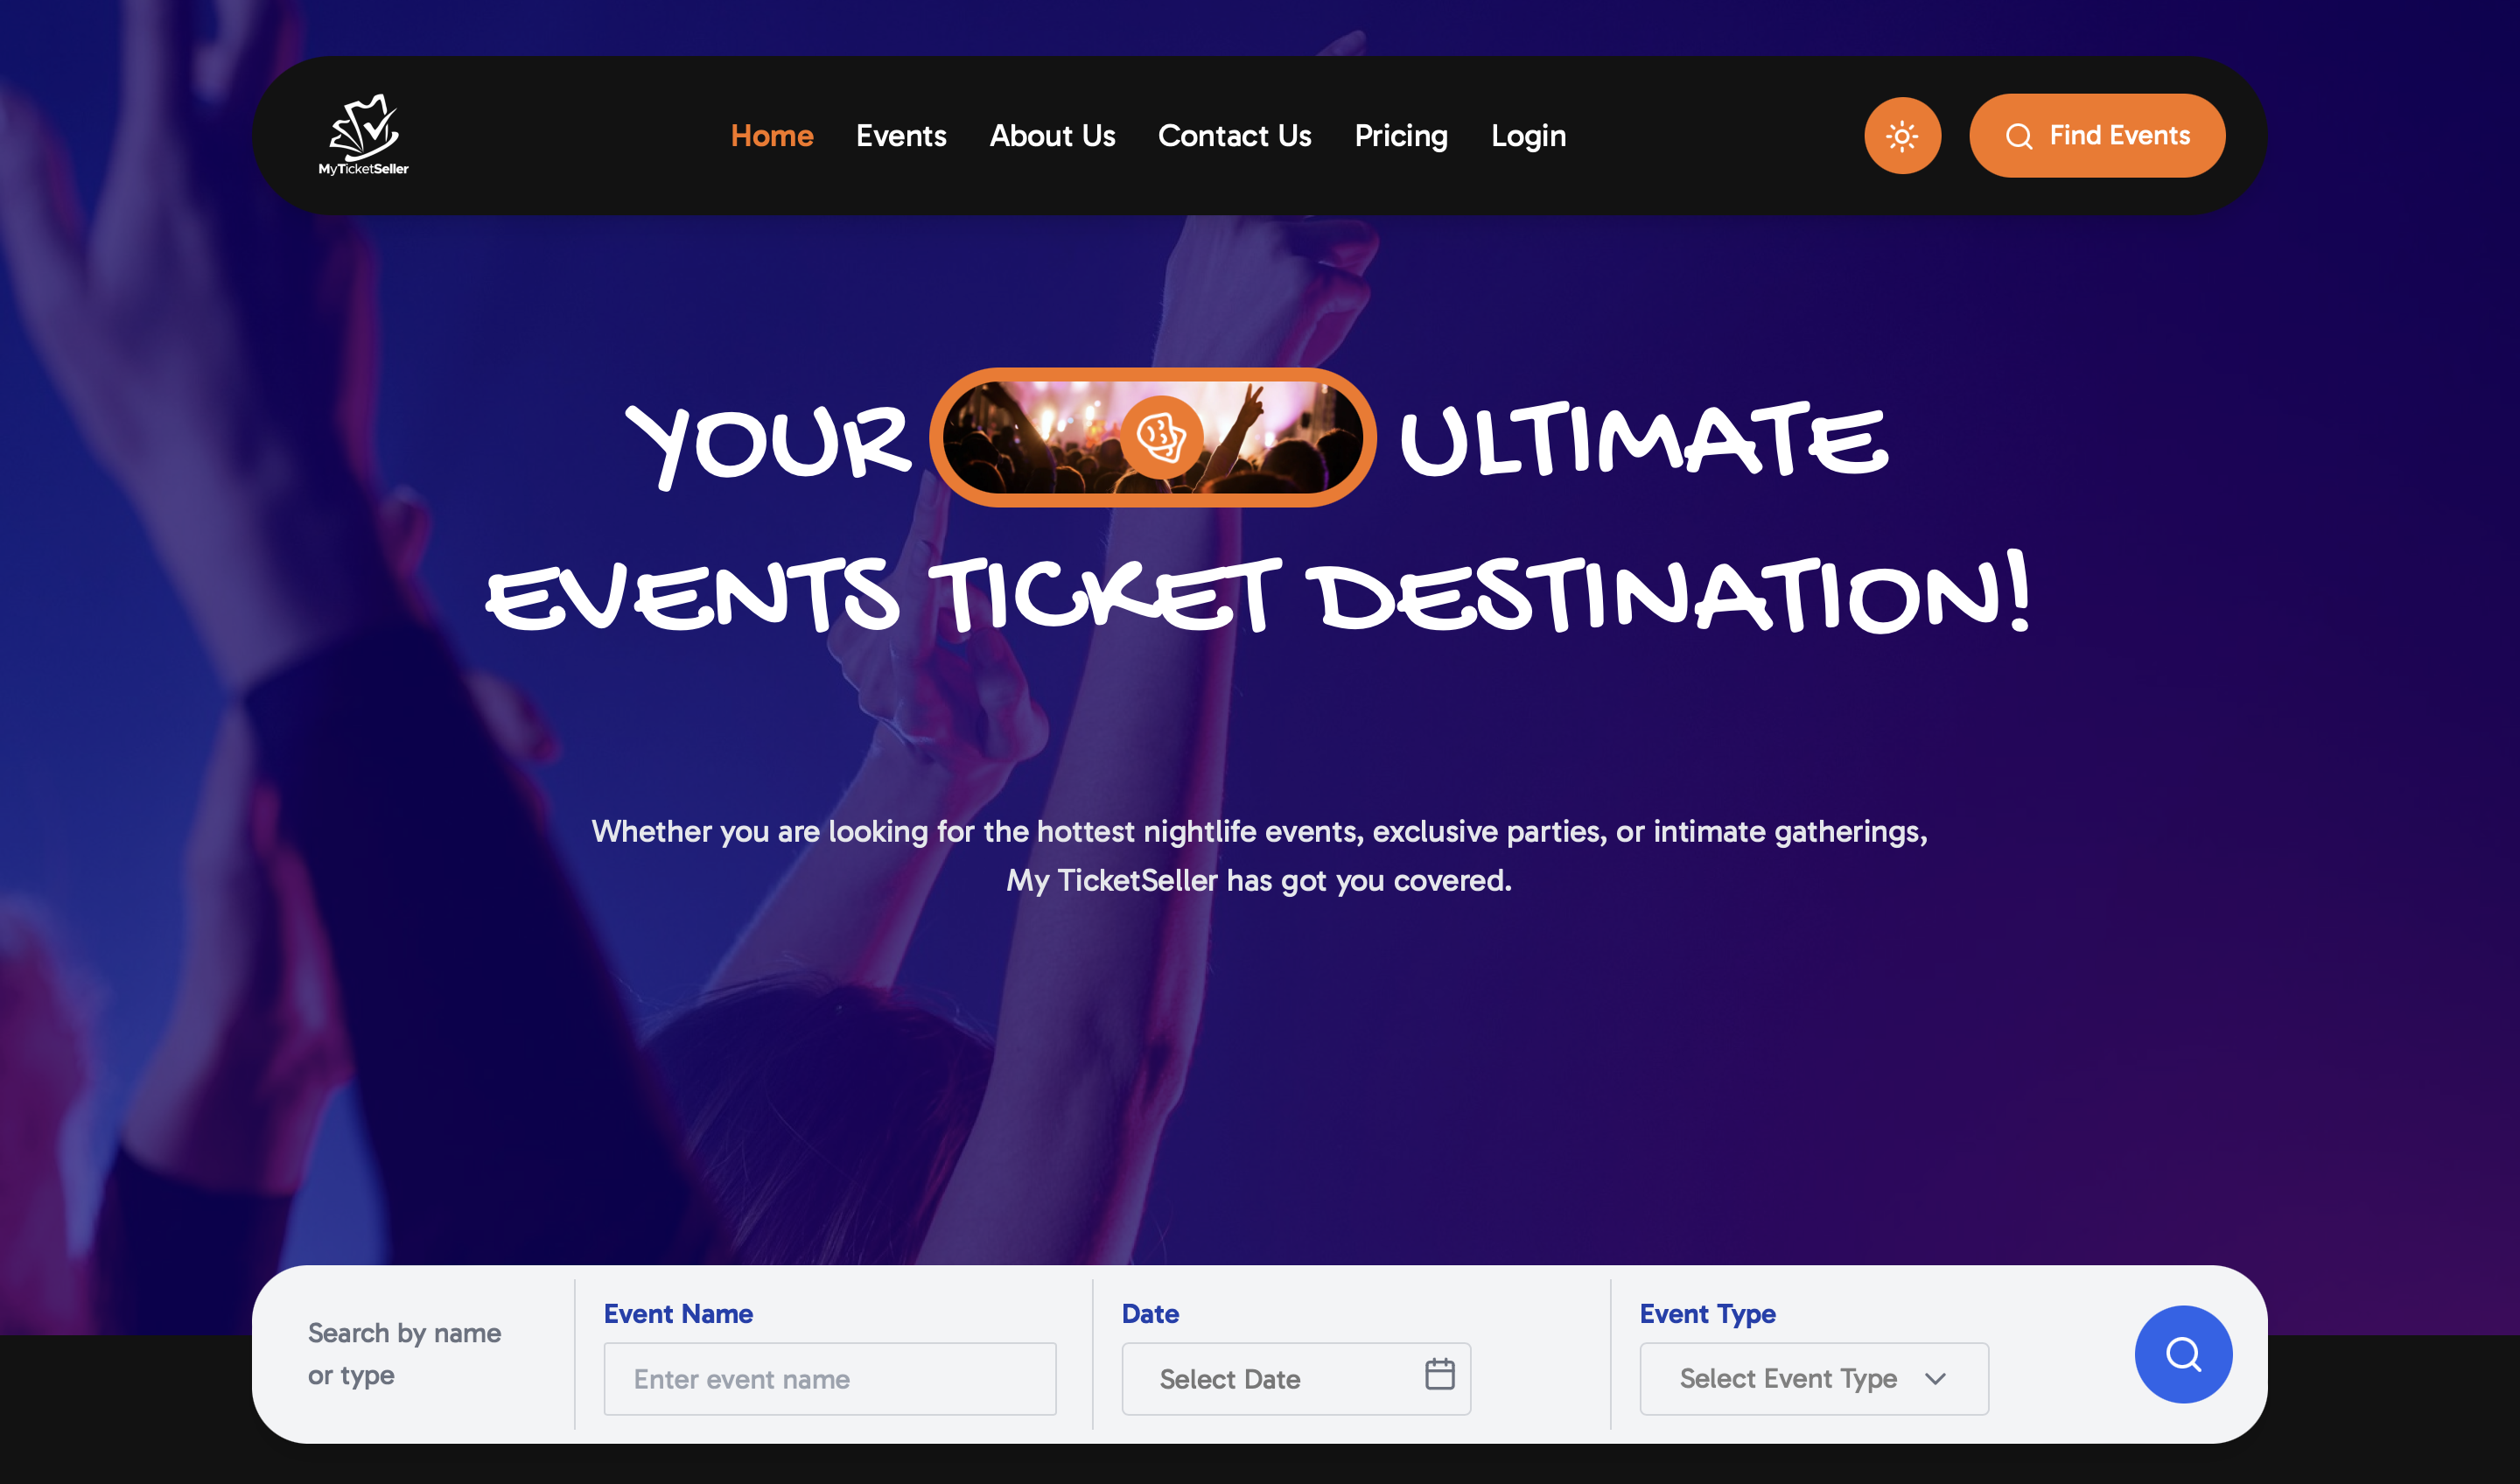 MyTicketSeller
Home Events About Us Contact Us Pricing Login
Find Events
YOUR ULTIMATE
EVENTS TICKET DESTINATION!
Whether you are looking for the hottest nightlife events, exclusive parties, or intimate gatherings,
My TicketSeller has got you covered.
Search by name
or type
Event Name
Enter event name
Date
Select Date
Event Type
Select Event Type